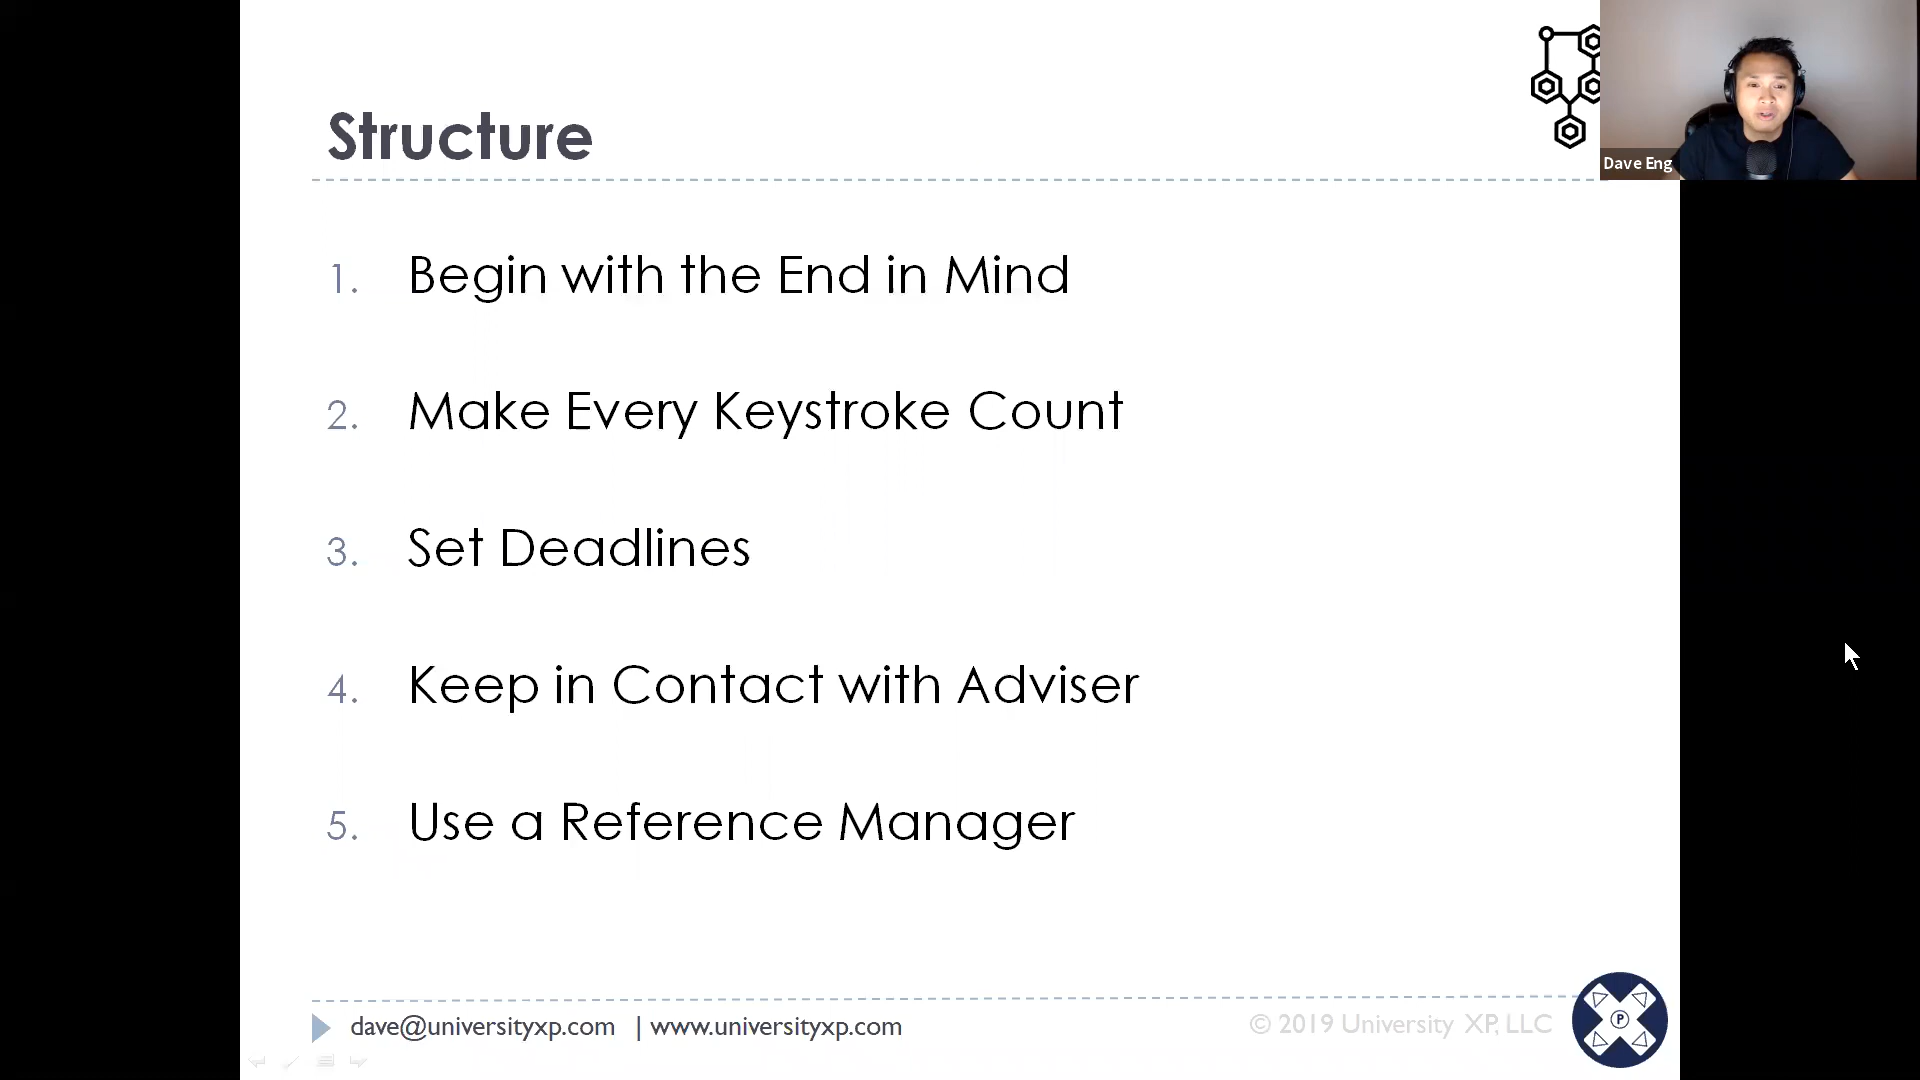 Structure
Dave Eng
1. Begin with the End in Mind
2. Make Every Keystroke Count
3. Set Deadlines
4. Keep in Contact with Adviser
5. Use a Reference Manager
dave@universityxp.com | www.universityxp.com
© 2019 University XP, LLC
P